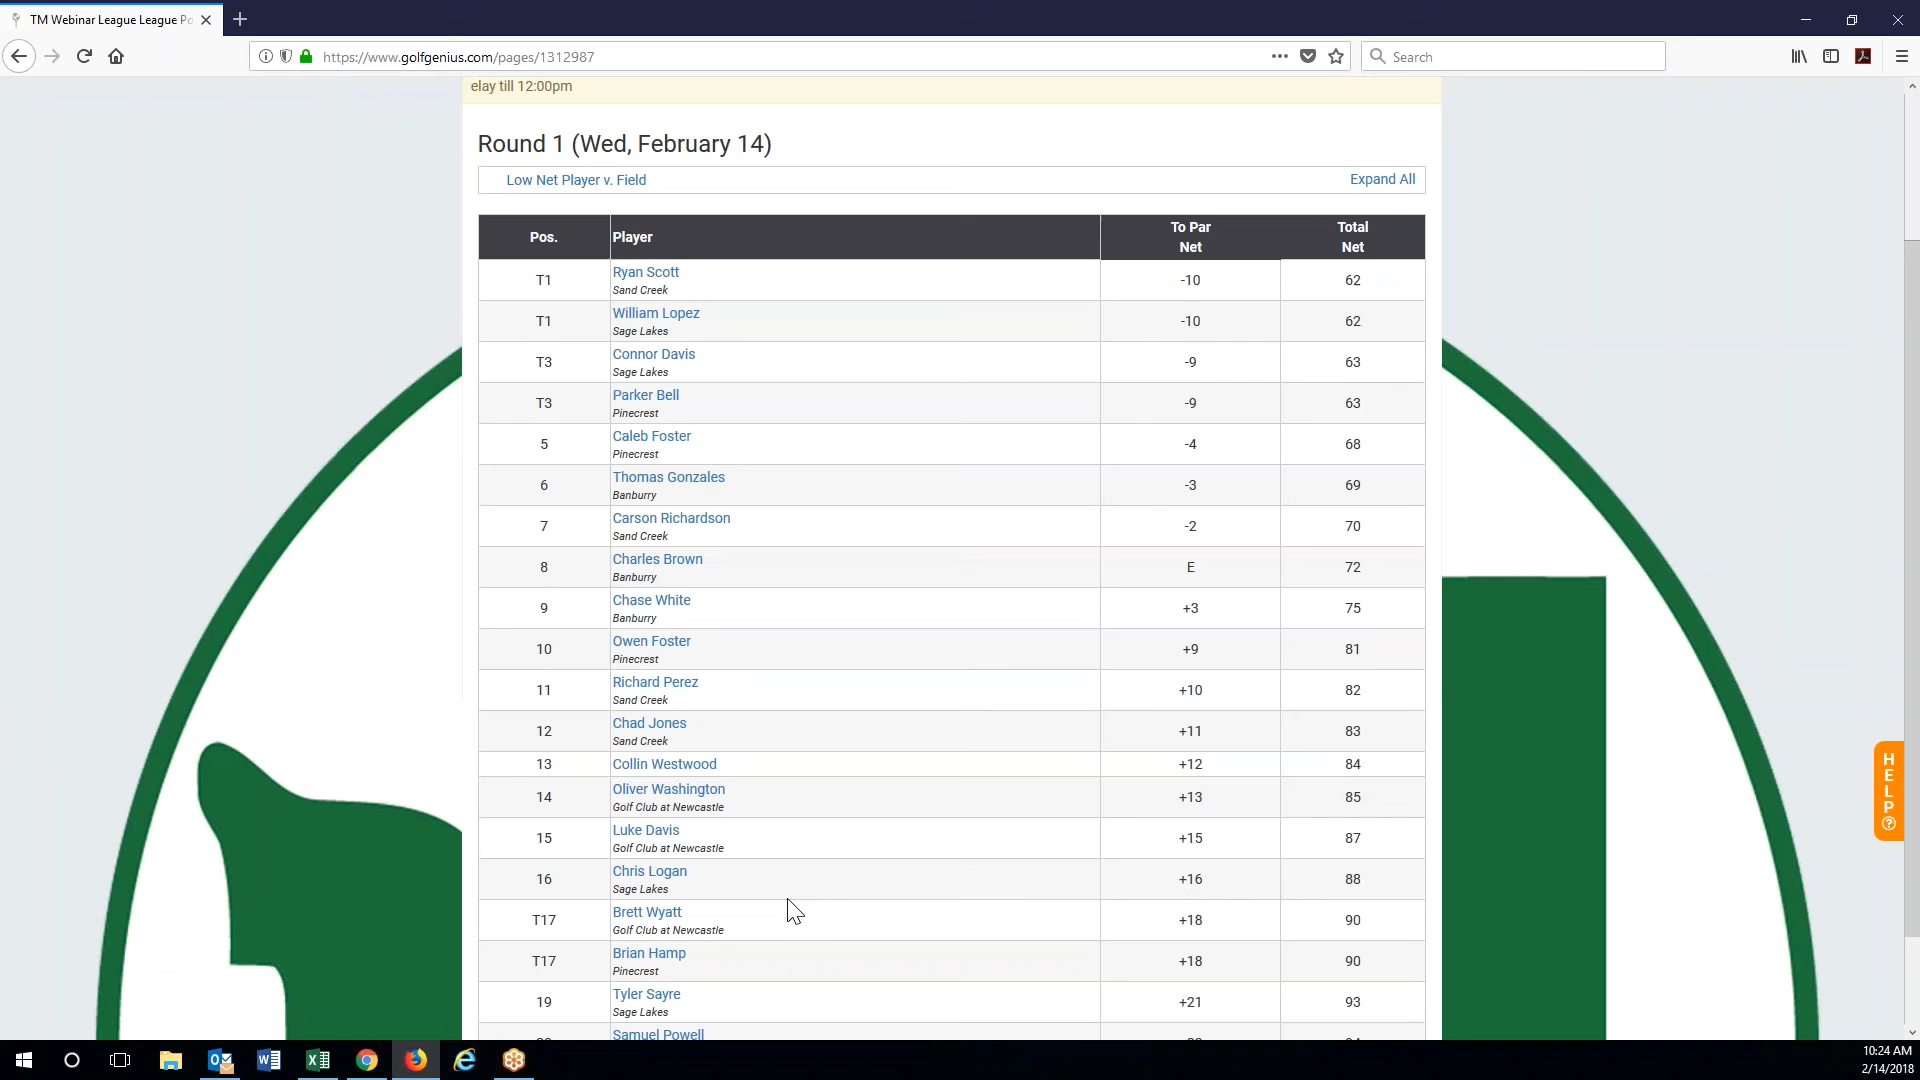 TM Webinar League League Po
https://www.golfgenius.com/pages/1312987
Search
elay till 12:00pm
Round 1 (Wed, February 14)
Low Net Player v. Field
Expand All
Pos. Player To Par Net Total Net
T1 Ryan Scott -10 62
Sand Creek
T1 William Lopez -10 62
Sage Lakes
T3 Connor Davis -9 63
Sage Lakes
T3 Parker Bell -9 63
Pinecrest
5 Caleb Foster -4 68
Pinecrest
6 Thomas Gonzales -3 69
Banburry
7 Carson Richardson -2 70
Sand Creek
8 Charles Brown E 72
Banburry
9 Chase White +3 75
Banburry
10 Owen Foster +9 81
Pinecrest
11 Richard Perez +10 82
Sand Creek
12 Chad Jones +11 83
Sand Creek
13 Collin Westwood +12 84
14 Oliver Washington +13 85
Golf Club at Newcastle
15 Luke Davis +15 87
Golf Club at Newcastle
16 Chris Logan +16 88
Sage Lakes
T17 Brett Wyatt +18 90
Golf Club at Newcastle
T17 Brian Hamp +18 90
Pinecrest
19 Tyler Sayre +21 93
Sage Lakes
Samuel Powell
HELP
10:24 AM
2/14/2018